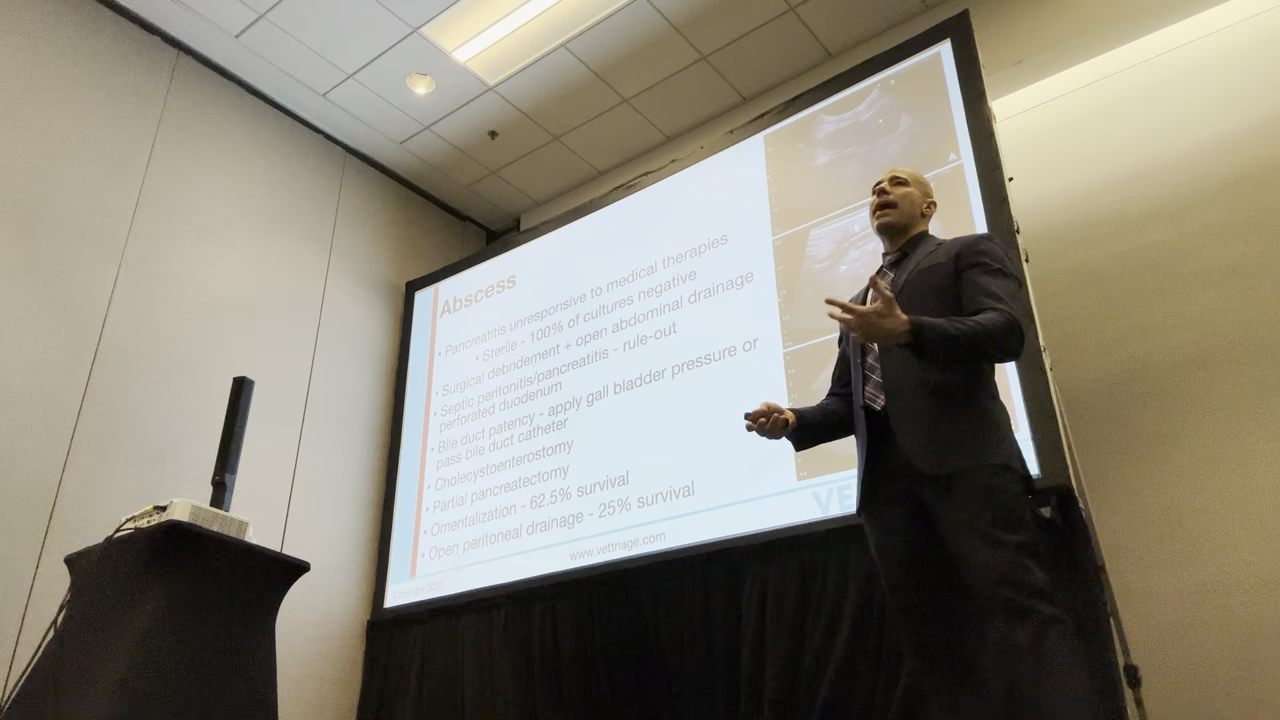 Abscess
• Pancreatitis unresponsive to medical therapies
• Sterile - 100% of cultures negative
• Surgical debridement + open abdominal drainage
• Septic peritonitis/pancreatitis - rule-out
perforated duodenum
• Bile duct patency - apply gall bladder pressure or
pass bile duct catheter
• Cholecystoenterostomy
• Partial pancreatectomy
• Omentalization - 62.5% survival
• Open peritoneal drainage - 25% survival
www.vettriage.com
VE
A